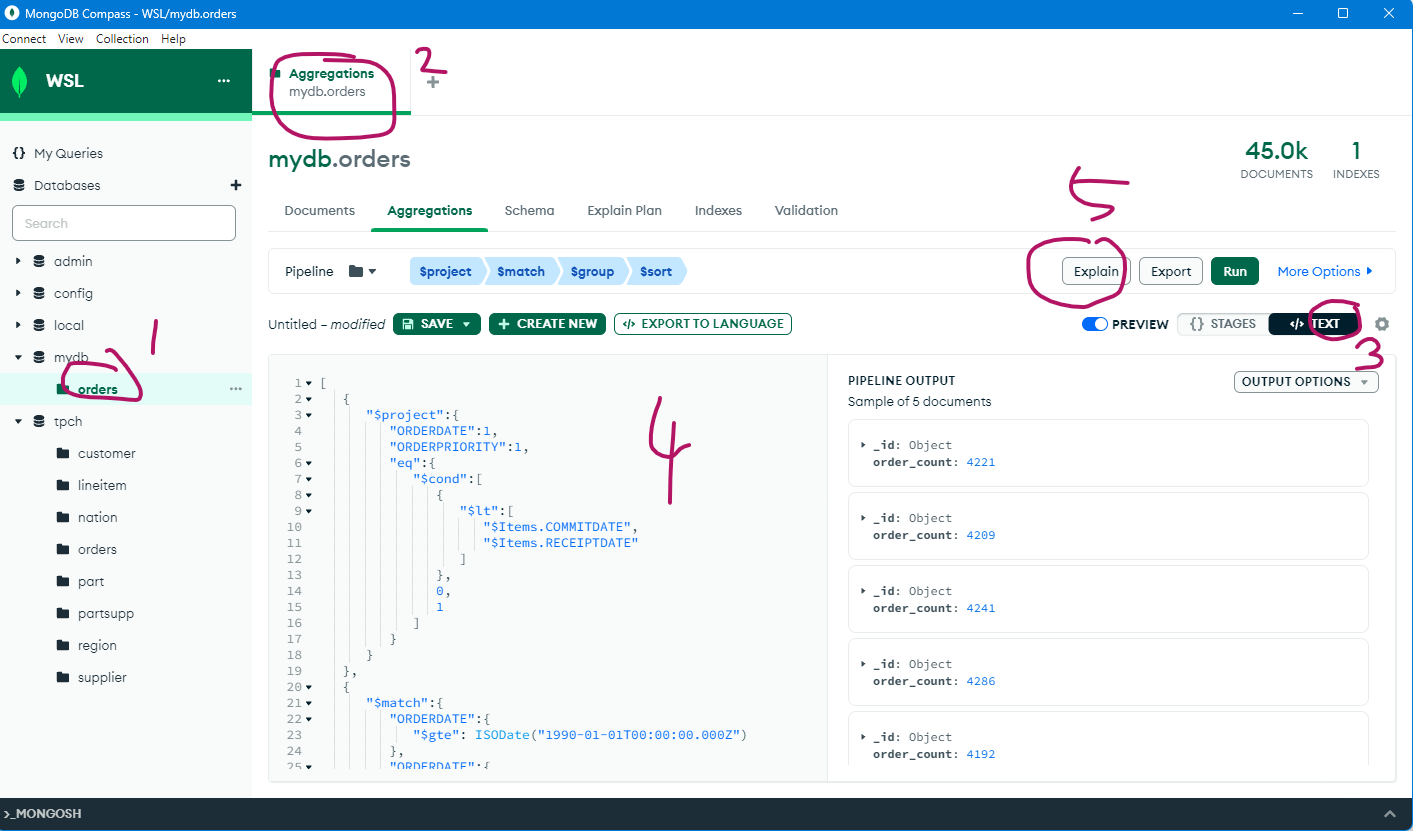 MongoDB Compass - WSL/mydb.orders
Connect View Collection Help
WSL
...
Aggregations
mydb.orders
2
+
{} My Queries
Databases +
Search
admin
config
local
mydb
1
orders ...
tpch
customer
lineitem
nation
orders
part
partsupp
region
supplier
mydb.orders
45.0k 1
DOCUMENTS INDEXES
5
Documents Aggregations Schema Explain Plan Indexes Validation
Pipeline $project $match $group $sort Explain Export Run More Options
Untitled – modified SAVE + CREATE NEW </> EXPORT TO LANGUAGE PREVIEW {} STAGES </> TEXT
3
4
1 [
2 {
3 "$project":{
4 "ORDERDATE":1,
5 "ORDERPRIORITY":1,
6 "eq":{
7 "$cond":[
8 {
9 "$lt":[
10 "$Items.COMMITDATE",
11 "$Items.RECEIPTDATE"
12 ]
13 },
14 0,
15 1
16 ]
17 }
18 }
19 },
20 {
21 "$match":{
22 "ORDERDATE":{
23 "$gte": ISODate("1990-01-01T00:00:00.000Z")
24 },
25 "ORDERDATE":{
PIPELINE OUTPUT
Sample of 5 documents
OUTPUT OPTIONS
_id: Object
order_count: 4221
_id: Object
order_count: 4209
_id: Object
order_count: 4241
_id: Object
order_count: 4286
_id: Object
order_count: 4192
>_MONGOSH